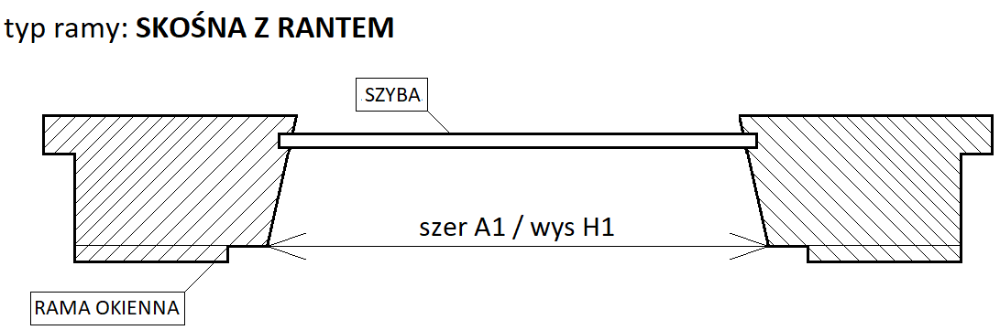 typ ramy: SKOŚNA Z RANTEM
SZYBA
szer A1 / wys H1
RAMA OKIENNA